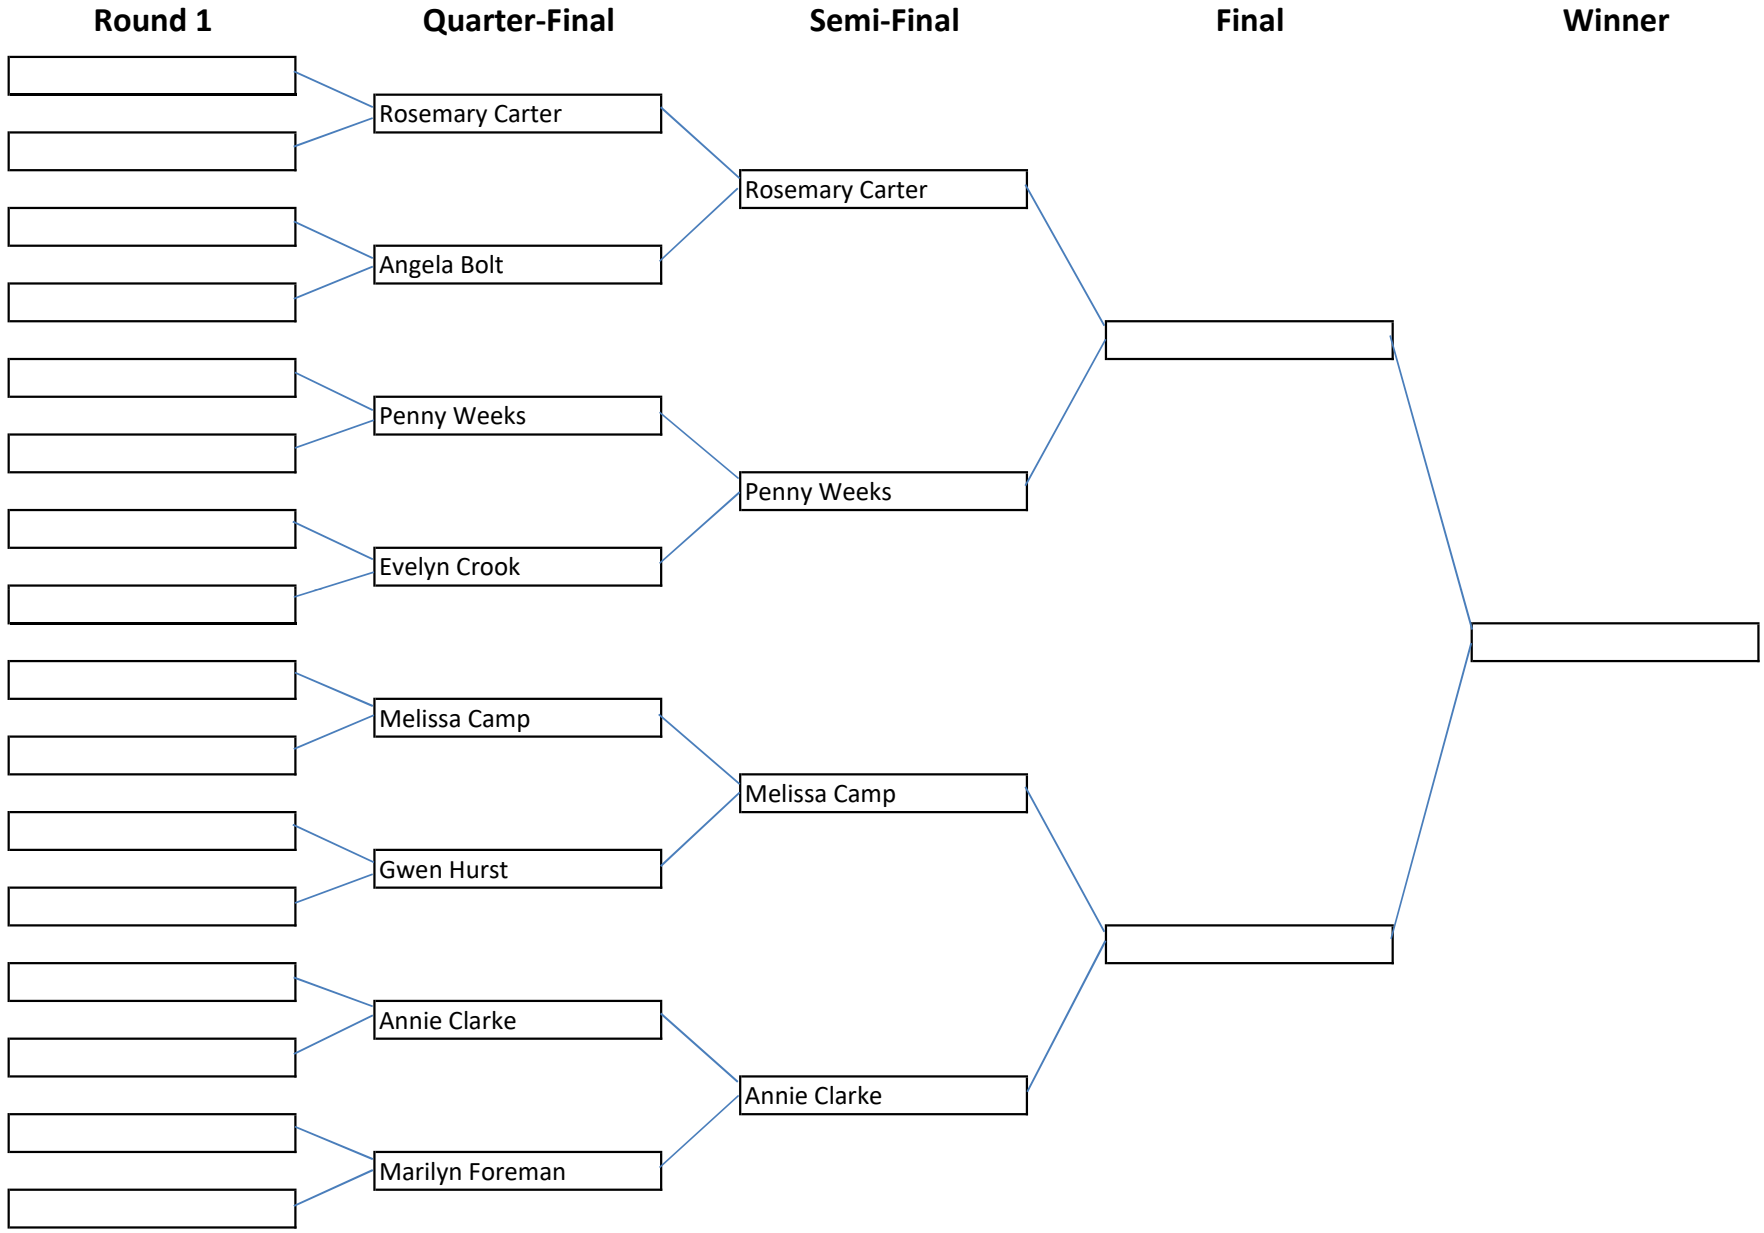 Round 1 Quarter-Final Semi-Final Final Winner
Rosemary Carter
Rosemary Carter
Angela Bolt
Penny Weeks
Penny Weeks
Evelyn Crook
Melissa Camp
Melissa Camp
Gwen Hurst
Annie Clarke
Annie Clarke
Marilyn Foreman